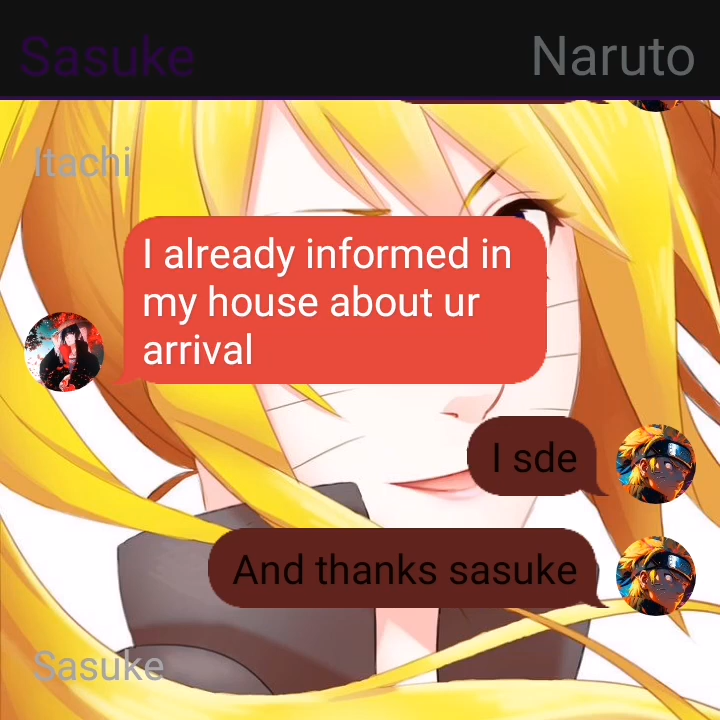 Sasuke
Naruto
Itachi
I already informed in
my house about ur
arrival
I sde
And thanks sasuke
Sasuke